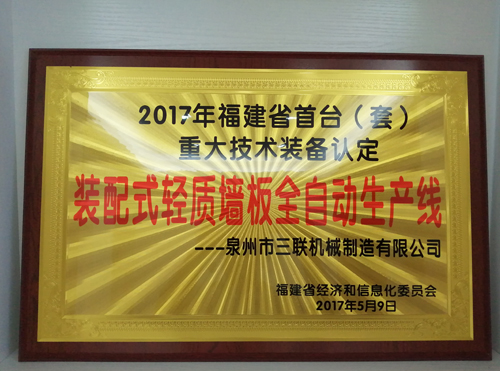 2017年福建省首台（套）
重大技术装备认定
装配式轻质墙板全自动生产线
---泉州市三联机械制造有限公司
福建省经济和信息化委员会
2017年5月9日